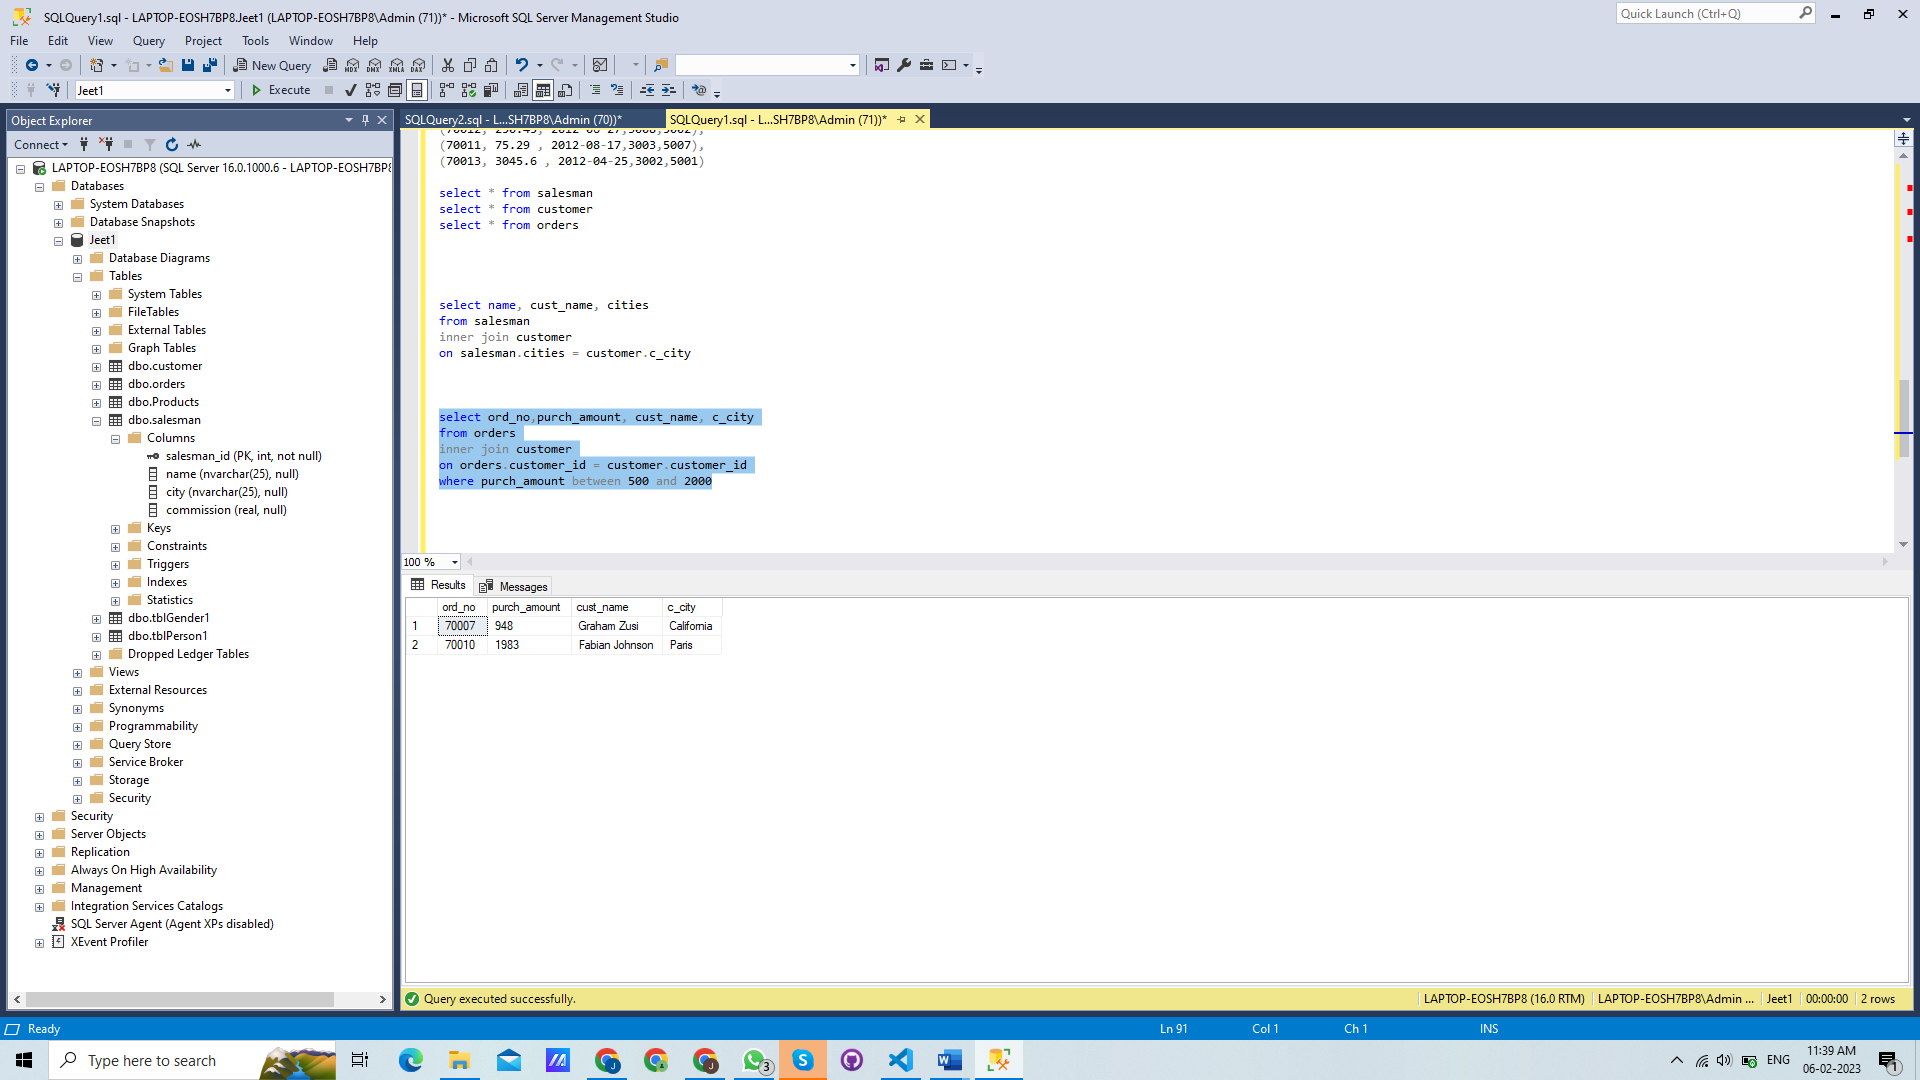 SQLQuery1.sql - LAPTOP-EOSH7BP8.Jeet1 (LAPTOP-EOSH7BP8\Admin (71))* - Microsoft SQL Server Management Studio
Quick Launch (Ctrl+Q)
File Edit View Query Project Tools Window Help
New Query
MDX DMX XMLA DAX
Jeet1
Execute
Object Explorer
SQLQuery2.sql - L...SH7BP8\Admin (70))*
SQLQuery1.sql - L...SH7BP8\Admin (71))*
Connect
LAPTOP-EOSH7BP8 (SQL Server 16.0.1000.6 - LAPTOP-EOSH7BP8
Databases
System Databases
Database Snapshots
Jeet1
Database Diagrams
Tables
System Tables
FileTables
External Tables
Graph Tables
dbo.customer
dbo.orders
dbo.Products
dbo.salesman
Columns
salesman_id (PK, int, not null)
name (nvarchar(25), null)
city (nvarchar(25), null)
commission (real, null)
Keys
Constraints
Triggers
Indexes
Statistics
dbo.tblGender1
dbo.tblPerson1
Dropped Ledger Tables
Views
External Resources
Synonyms
Programmability
Query Store
Service Broker
Storage
Security
Security
Server Objects
Replication
Always On High Availability
Management
Integration Services Catalogs
SQL Server Agent (Agent XPs disabled)
XEvent Profiler
(70011, 75.29 , 2012-08-17,3003,5007),
(70013, 3045.6 , 2012-04-25,3002,5001)
select * from salesman
select * from customer
select * from orders
select name, cust_name, cities
from salesman
inner join customer
on salesman.cities = customer.c_city
select ord_no,purch_amount, cust_name, c_city
from orders
inner join customer
on orders.customer_id = customer.customer_id
where purch_amount between 500 and 2000
100 %
Results Messages
ord_no purch_amount cust_name c_city
1 70007 948 Graham Zusi California
2 70010 1983 Fabian Johnson Paris
Query executed successfully.
LAPTOP-EOSH7BP8 (16.0 RTM) LAPTOP-EOSH7BP8\Admin ... Jeet1 00:00:00 2 rows
Ready
Ln 91 Col 1 Ch 1 INS
Type here to search
3
ENG
11:39 AM
06-02-2023
1